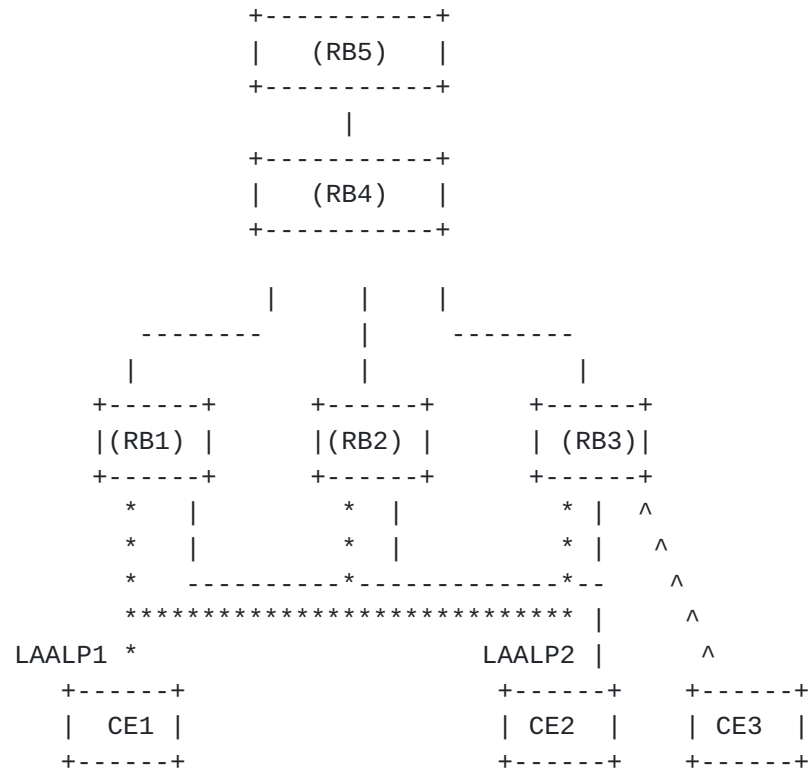 (RB5)
(RB4)
(RB1) (RB2) (RB3)
LAALP1 LAALP2
CE1 CE2 CE3